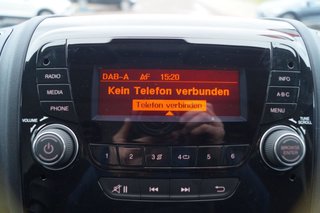 DAB-A AF 15:20
Kein Telefon verbunden
Telefon verbinden
RADIO
MEDIA
PHONE
INFO
A-B-C
MENU
VOLUME
TUNE
SCROLL
1 2 3 4 5 6